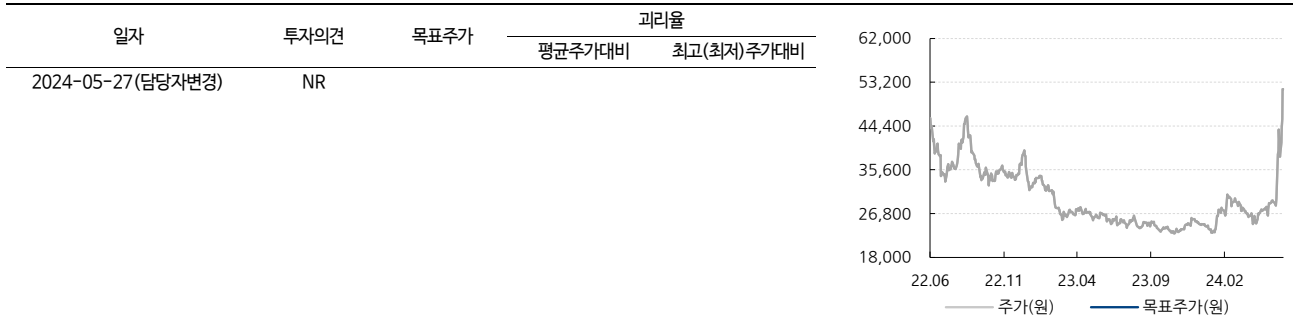 일자 투자의견 목표주가 괴리율
평균주가대비 최고(최저)주가대비
2024-05-27(담당자변경) NR
62,000
53,200
44,400
35,600
26,800
18,000
22.06 22.11 23.04 23.09 24.02
주가(원) 목표주가(원)